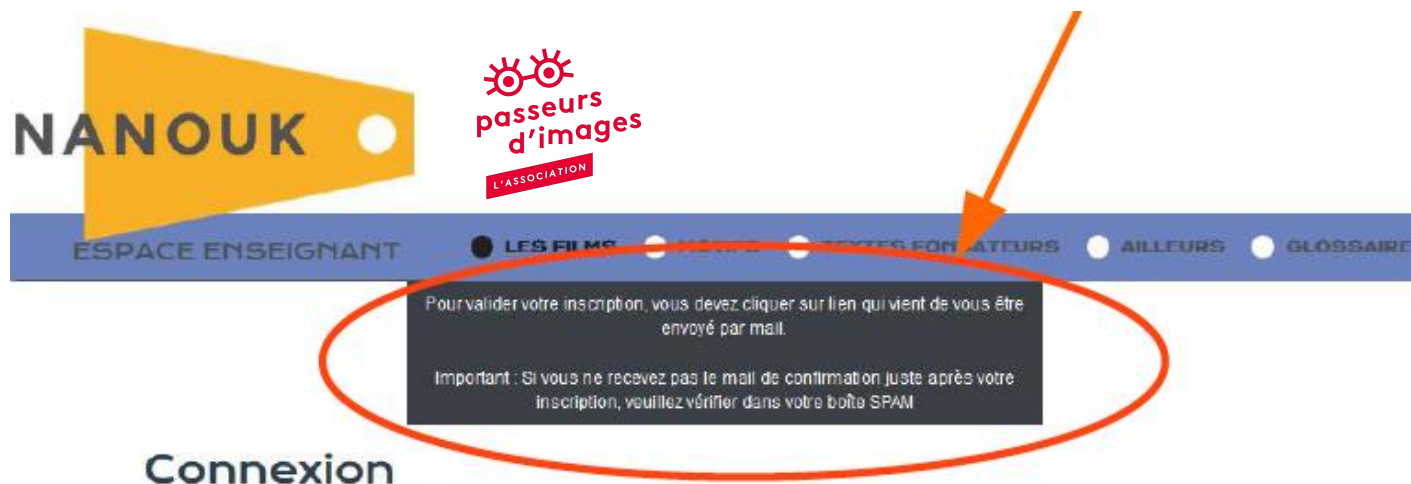 NANOUK
passeurs
d'images
L'ASSOCIATION
ESPACE ENSEIGNANT
LES FILMS
TEXTES FONDATEURS
AILLEURS
GLOSSAIRE
Pour valider votre inscription, vous devez cliquer sur lien qui vient de vous être
envoyé par mail.
Important : Si vous ne recevez pas le mail de confirmation juste après votre
inscription, veuillez vérifier dans votre boîte SPAM
Connexion